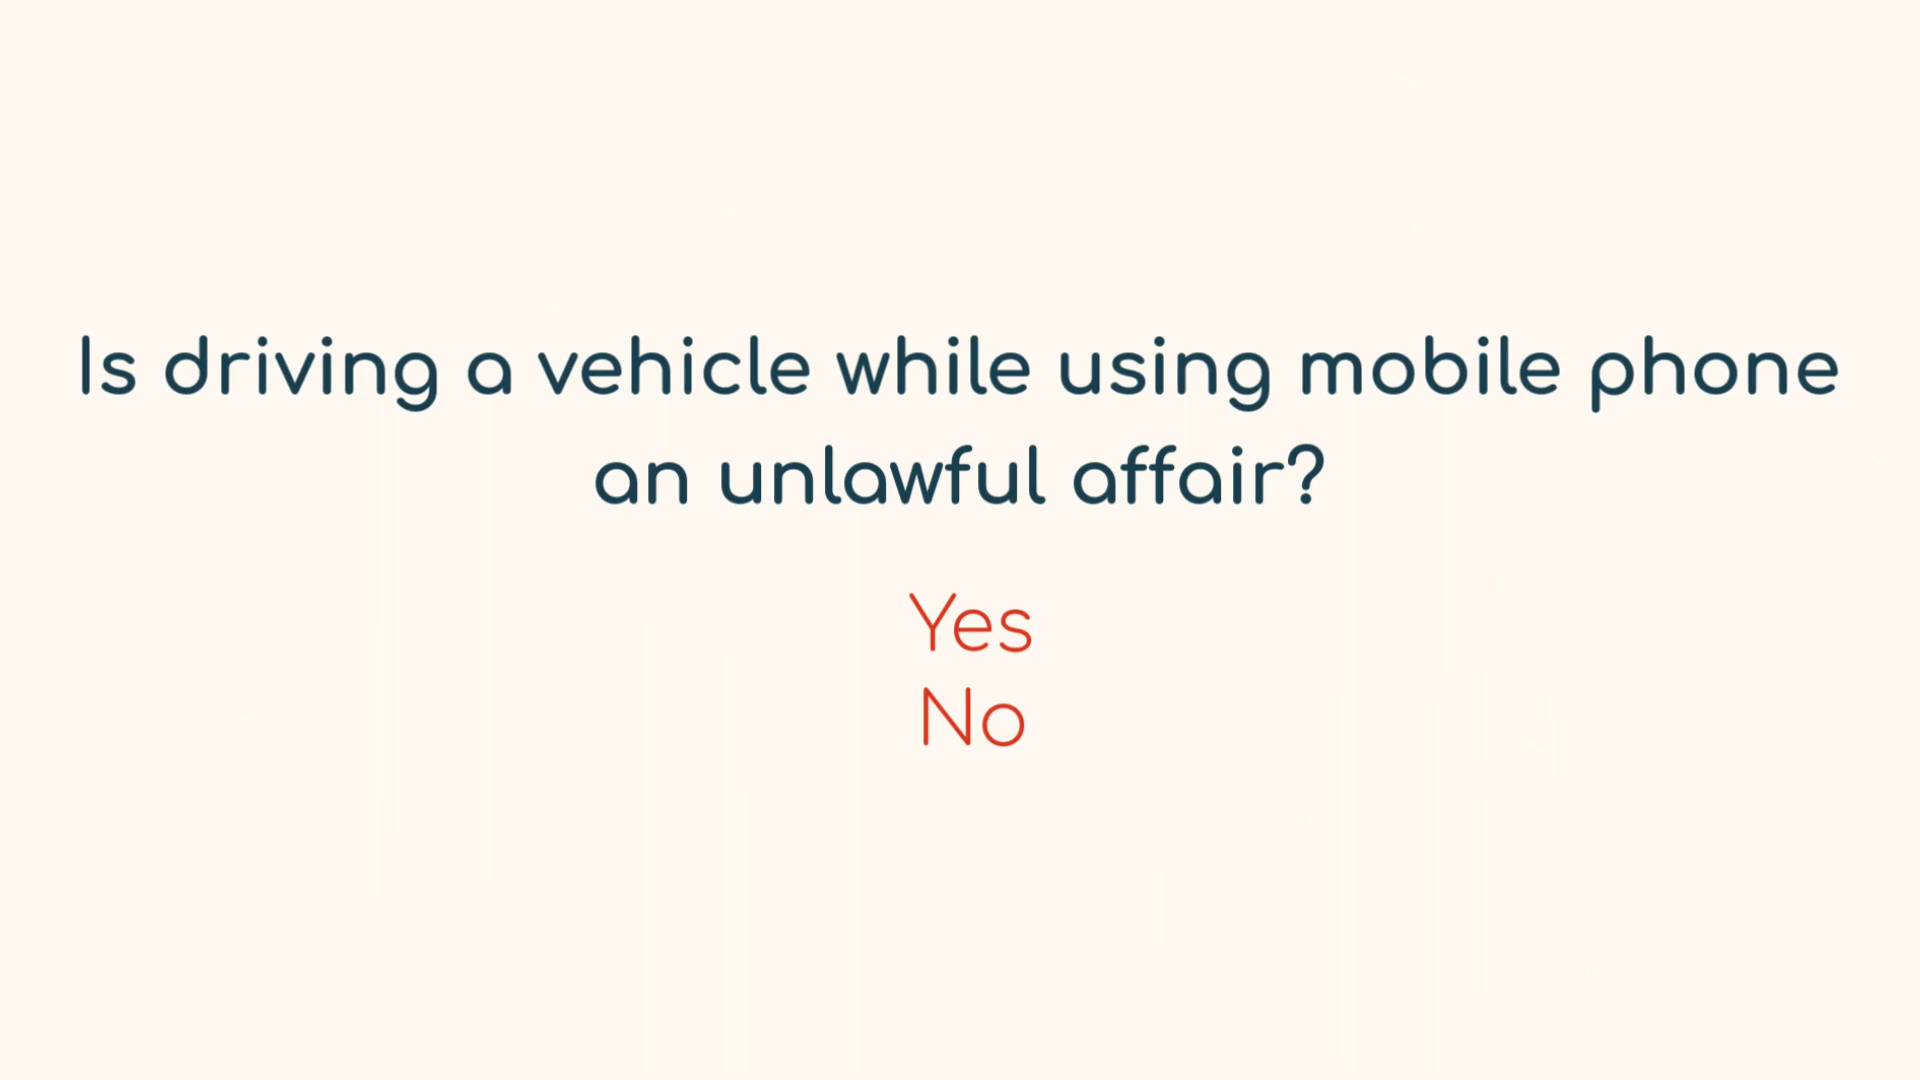 Is driving a vehicle while using mobile phone
an unlawful affair?
Yes
No